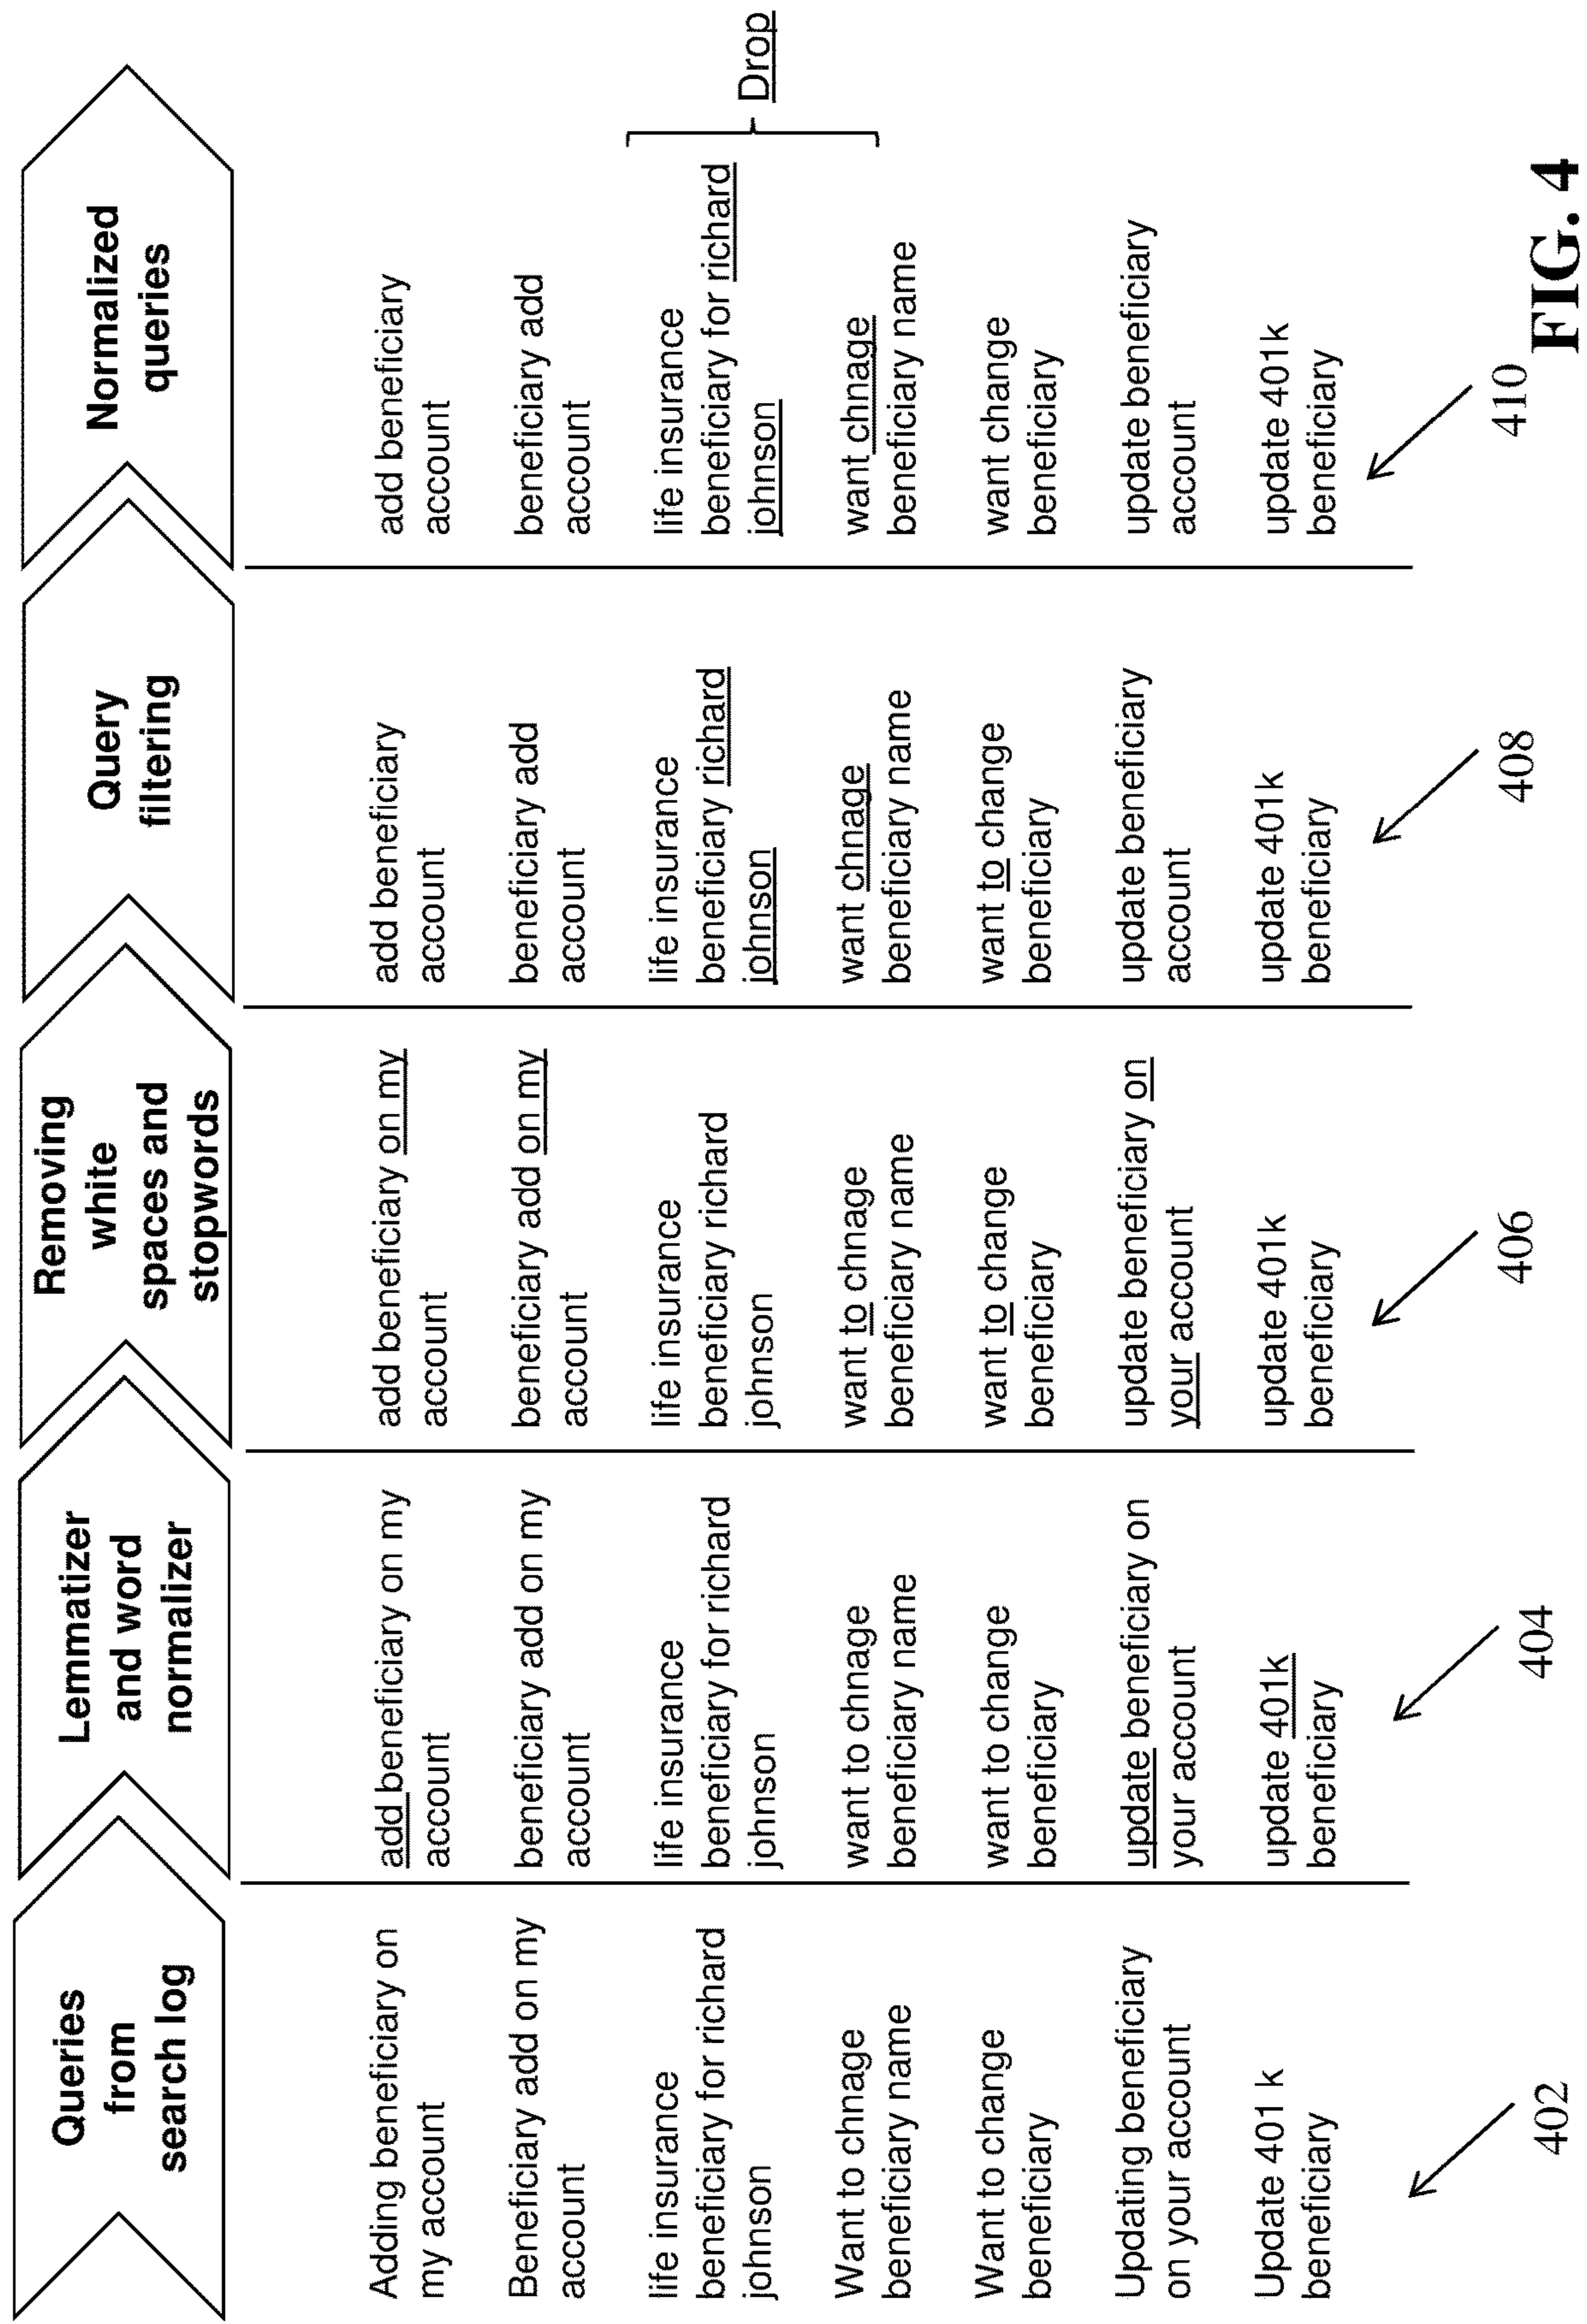 Queries
from
search log
Lemmatizer
and word
normalizer
Removing
white
spaces and
stopwords
Query
filtering
Normalized
queries
Adding beneficiary on
my account
Beneficiary add on my
account
life insurance
beneficiary for richard
johnson
Want to chnage
beneficiary name
Want to change
beneficiary
Updating beneficiary
on your account
Update 401 k
beneficiary
402
add beneficiary on my
account
beneficiary add on my
account
life insurance
beneficiary for richard
johnson
want to chnage
beneficiary name
want to change
beneficiary
update beneficiary on
your account
update 401k
beneficiary
404
add beneficiary on my
account
beneficiary add on my
account
life insurance
beneficiary richard
johnson
want to chnage
beneficiary name
want to change
beneficiary
update beneficiary on
your account
update 401k
beneficiary
406
add beneficiary
account
beneficiary add
account
life insurance
beneficiary richard
johnson
want chnage
beneficiary name
want to change
beneficiary
update beneficiary
account
update 401k
beneficiary
408
add beneficiary
account
beneficiary add
account
life insurance
beneficiary for richard
johnson
want chnage
beneficiary name
want change
beneficiary
update beneficiary
account
update 401k
beneficiary
410
Drop
FIG. 4